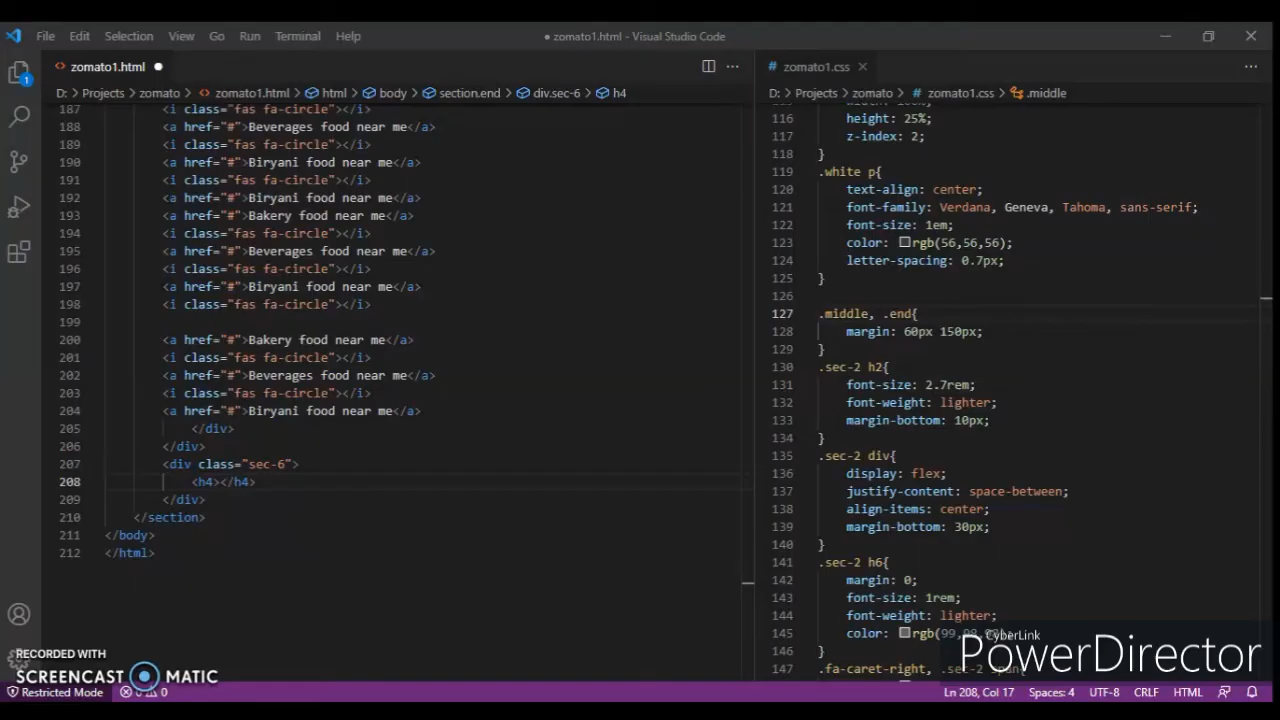 File Edit Selection View Go Run Terminal Help
● zomato1.html - Visual Studio Code
zomato1.html
zomato1.css
D: > Projects > zomato > zomato1.html > html > body > section.end > div.sec-6 > h4
D: > Projects > zomato > zomato1.css > .middle
187 <i class="fas fa-circle"></i>
188 <a href="#">Beverages food near me</a>
189 <i class="fas fa-circle"></i>
190 <a href="#">Biryani food near me</a>
191 <i class="fas fa-circle"></i>
192 <a href="#">Biryani food near me</a>
193 <a href="#">Bakery food near me</a>
194 <i class="fas fa-circle"></i>
195 <a href="#">Beverages food near me</a>
196 <i class="fas fa-circle"></i>
197 <a href="#">Biryani food near me</a>
198 <i class="fas fa-circle"></i>
199
200 <a href="#">Bakery food near me</a>
201 <i class="fas fa-circle"></i>
202 <a href="#">Beverages food near me</a>
203 <i class="fas fa-circle"></i>
204 <a href="#">Biryani food near me</a>
205 </div>
206 </div>
207 <div class="sec-6">
208 <h4></h4>
209 </div>
210 </section>
211 </body>
212 </html>
116 height: 25%;
117 z-index: 2;
118 }
119 .white p{
120 text-align: center;
121 font-family: Verdana, Geneva, Tahoma, sans-serif;
122 font-size: 1em;
123 color: rgb(56,56,56);
124 letter-spacing: 0.7px;
125 }
126
127 .middle, .end{
128 margin: 60px 150px;
129 }
130 .sec-2 h2{
131 font-size: 2.7rem;
132 font-weight: lighter;
133 margin-bottom: 10px;
134 }
135 .sec-2 div{
136 display: flex;
137 justify-content: space-between;
138 align-items: center;
139 margin-bottom: 30px;
140 }
141 .sec-2 h6{
142 margin: 0;
143 font-size: 1rem;
144 font-weight: lighter;
145 color:
146 }
147 .fa-caret-right, .sec-2 span{
CyberLink
PowerDirector
RECORDED WITH
SCREENCAST MATIC
Restricted Mode 0
Ln 208, Col 17 Spaces: 4 UTF-8 CRLF HTML